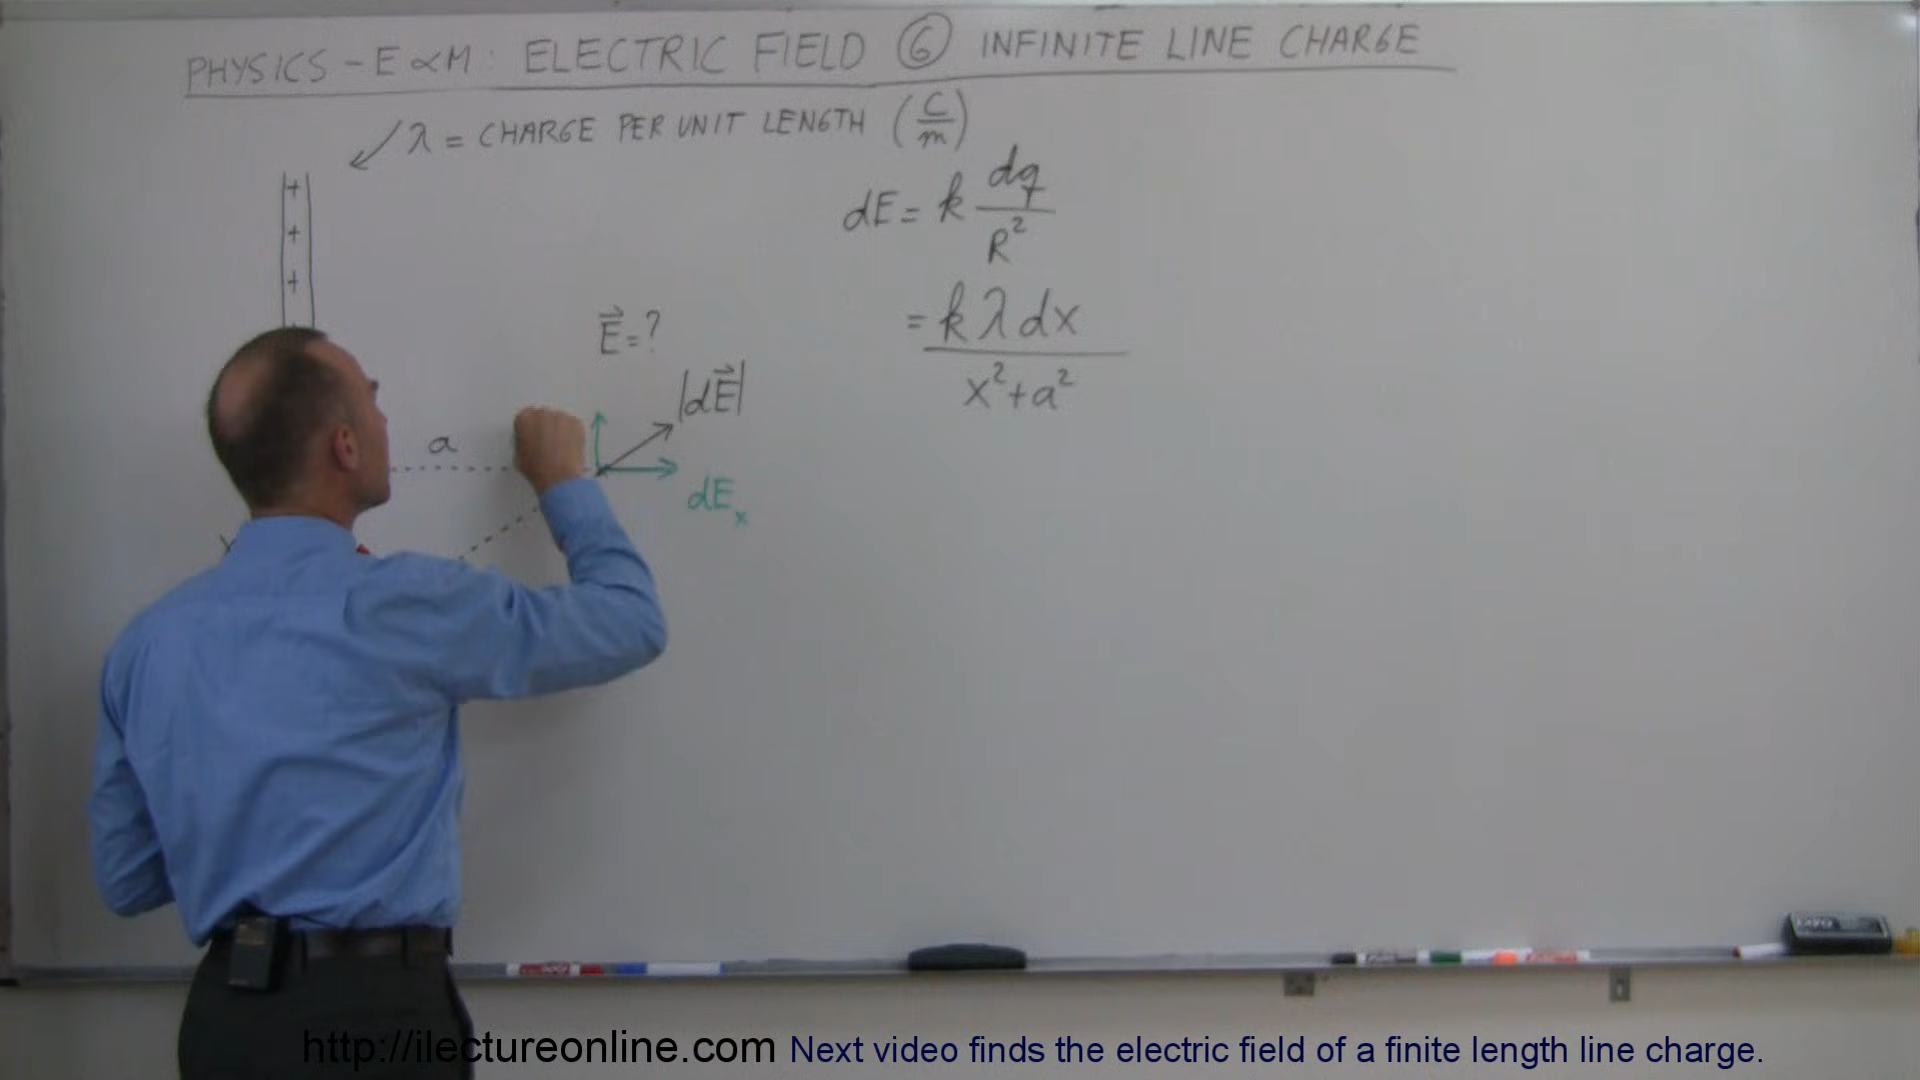 PHYSICS - E & M: ELECTRIC FIELD ⑥ INFINITE LINE CHARGE
λ = CHARGE PER UNIT LENGTH (C/m)
dE = k dq/R²
= k λ dx / x² + a²
E⃗ = ?
|dE⃗|
a
dEₓ
+
+
+
http://ilectureonline.com Next video finds the electric field of a finite length line charge.